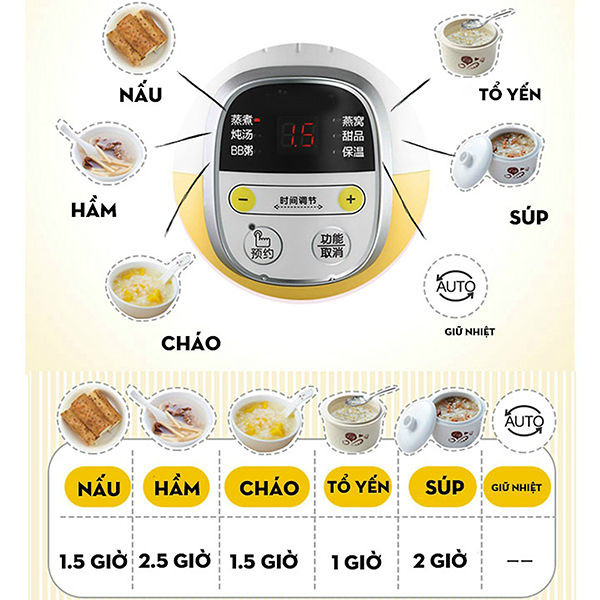 NẤU
TỔ YẾN
蒸煮
炖汤
BB粥
1.5
燕窝
甜品
保温
HẦM
SÚP
− 时间调节 +
预约
功能
取消
AUTO
GIỮ NHIỆT
CHÁO
AUTO
NẤU HẦM CHÁO TỔ YẾN SÚP GIỮ NHIỆT
1.5 GIỜ 2.5 GIỜ 1.5 GIỜ 1 GIỜ 2 GIỜ --